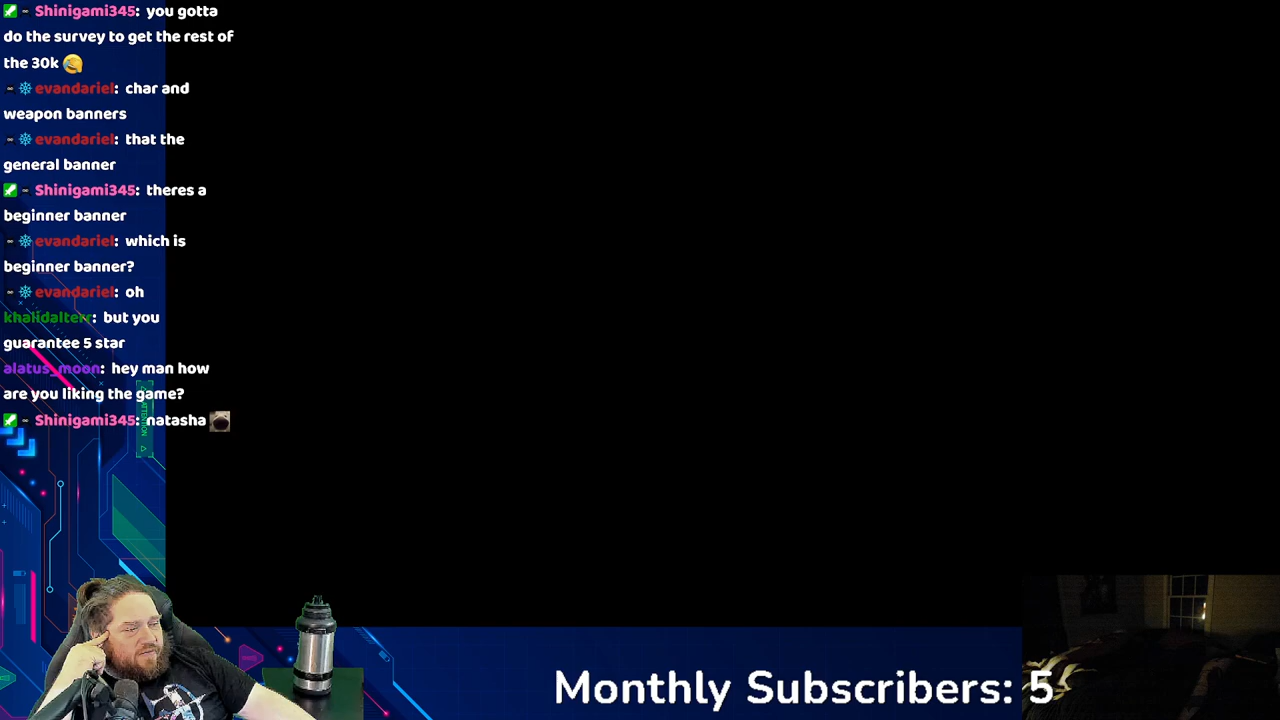 Shinigami345: you gotta
do the survey to get the rest of
the 30k
evandariel: char and
weapon banners
evandariel: that the
general banner
Shinigami345: theres a
beginner banner
evandariel: which is
beginner banner?
evandariel: oh
khalidalterr: but you
guarantee 5 star
alatus_moon: hey man how
are you liking the game?
ATTENTION
Shinigami345: natasha
Monthly Subscribers: 5